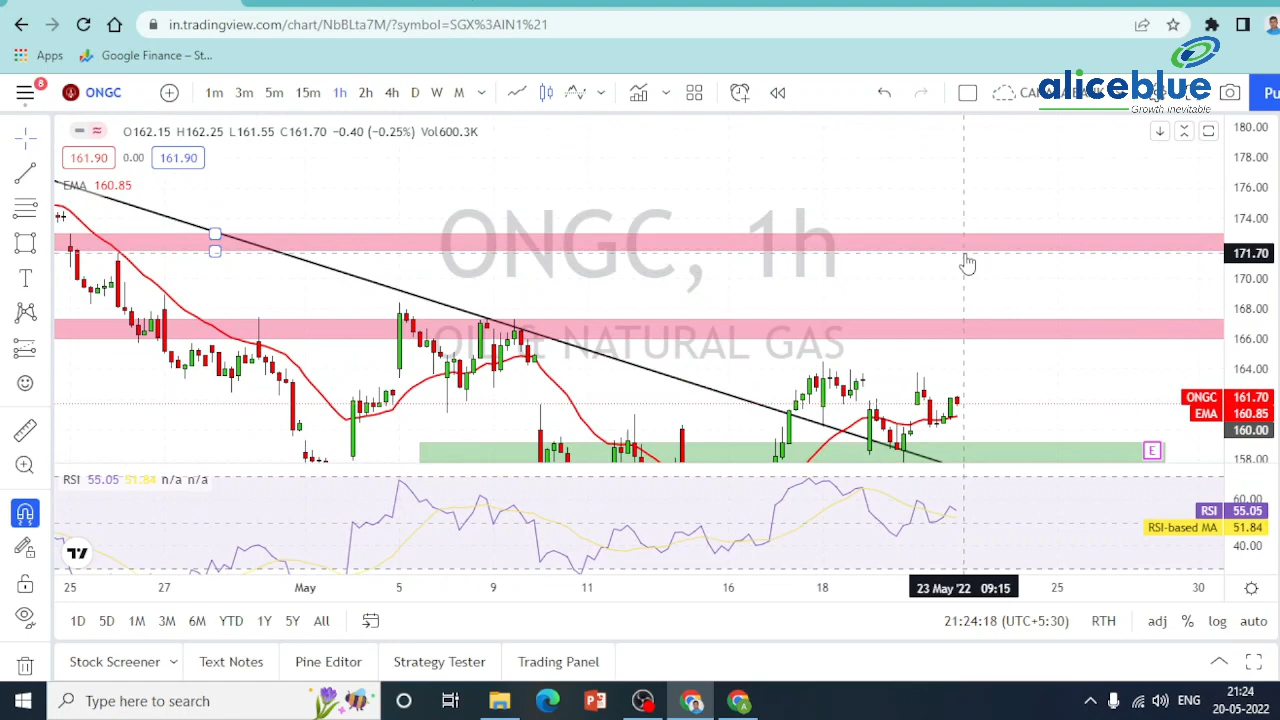 in.tradingview.com/chart/NbBLta7M/?symbol=SGX%3AIN1%21
Apps Google Finance – St...
aliceblue
Growth inevitable
8
ONGC 1m 3m 5m 15m 1h 2h 4h D W M
O162.15 H162.25 L161.55 C161.70 −0.40 (−0.25%) Vol600.3K
161.90 0.00 161.90
EMA 160.85
ONGC, 1h
180.00
178.00
176.00
174.00
171.70
170.00
168.00
166.00
164.00
ONGC 161.70
EMA 160.85
160.00
158.00
E
RSI 55.05 51.84 n/a n/a
60.00
RSI 55.05
RSI-based MA 51.84
40.00
25 27 May 5 9 11 16 18 23 May '22 09:15 25 30
1D 5D 1M 3M 6M YTD 1Y 5Y All 21:24:18 (UTC+5:30) RTH adj % log auto
Stock Screener Text Notes Pine Editor Strategy Tester Trading Panel
Type here to search
ENG
21:24
20-05-2022